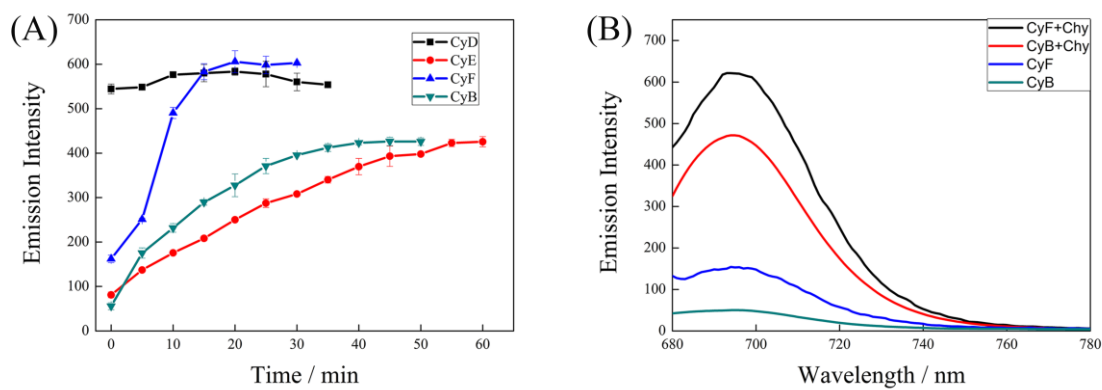 (A)
700
600
500
400
300
200
100
0
Emission Intensity
CyD
CyE
CyF
CyB
0 10 20 30 40 50 60
Time / min
(B)
700
600
500
400
300
200
100
0
Emission Intensity
CyF+Chy
CyB+Chy
CyF
CyB
680 700 720 740 760 780
Wavelength / nm